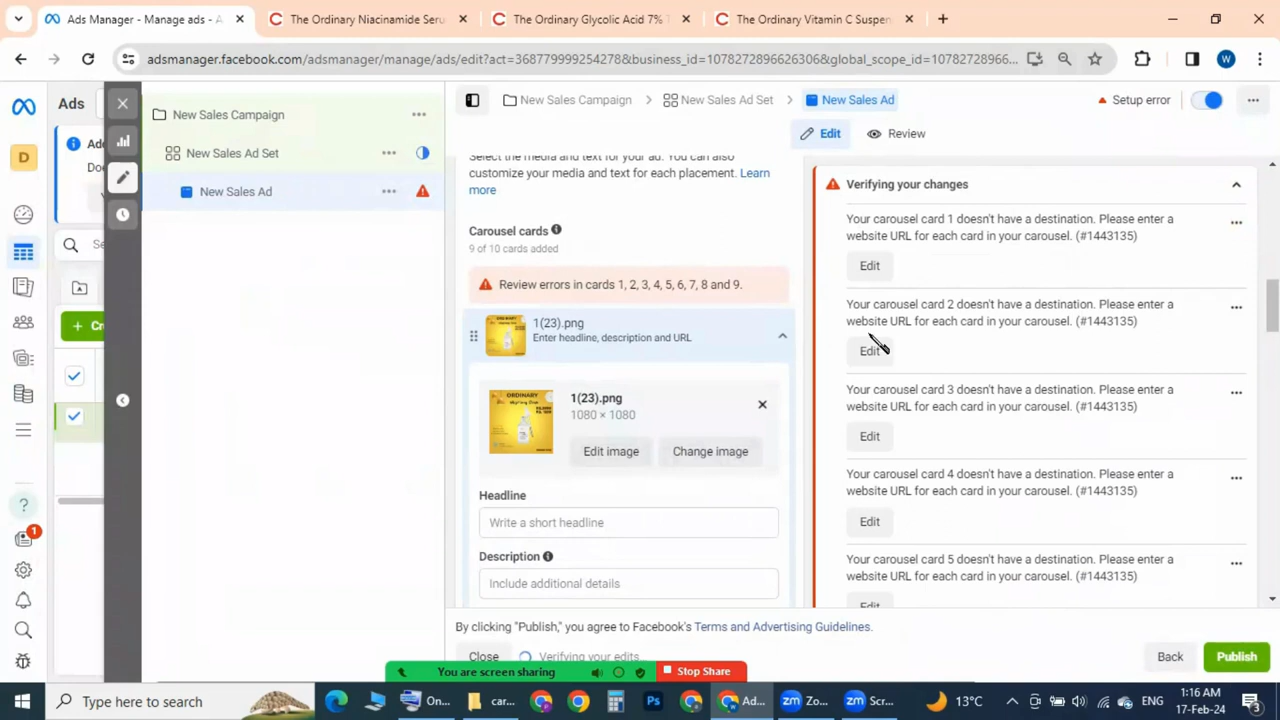 Ads Manager - Manage ads -
The Ordinary Niacinamide Seru
The Ordinary Glycolic Acid 7% T
The Ordinary Vitamin C Suspen
adsmanager.facebook.com/adsmanager/manage/ads/edit?act=368779999254278&business_id=107827289662630​6&global_scope_id=10782728966...
W
Ads
New Sales Campaign
New Sales Ad Set
New Sales Ad
New Sales Campaign
New Sales Ad Set
New Sales Ad
Setup error
Edit
Review
D
Select the media and text for your ad. You can also
customize your media and text for each placement. Learn
more
Carousel cards
9 of 10 cards added
Review errors in cards 1, 2, 3, 4, 5, 6, 7, 8 and 9.
1(23).png
Enter headline, description and URL
ORDINARY
1(23).png
1080 × 1080
Edit image
Change image
Headline
Write a short headline
Description
Include additional details
Verifying your changes
Your carousel card 1 doesn't have a destination. Please enter a
website URL for each card in your carousel. (#1443135)
Edit
Your carousel card 2 doesn't have a destination. Please enter a
website URL for each card in your carousel. (#1443135)
Edit
Your carousel card 3 doesn't have a destination. Please enter a
website URL for each card in your carousel. (#1443135)
Edit
Your carousel card 4 doesn't have a destination. Please enter a
website URL for each card in your carousel. (#1443135)
Edit
Your carousel card 5 doesn't have a destination. Please enter a
website URL for each card in your carousel. (#1443135)
Edit
By clicking "Publish," you agree to Facebook's Terms and Advertising Guidelines.
Close
Verifying your edits...
Back
Publish
1
You are screen sharing
Stop Share
Type here to search
On...
car...
Ad...
Zo...
Scr...
13°C
ENG
1:16 AM
17-Feb-24
3